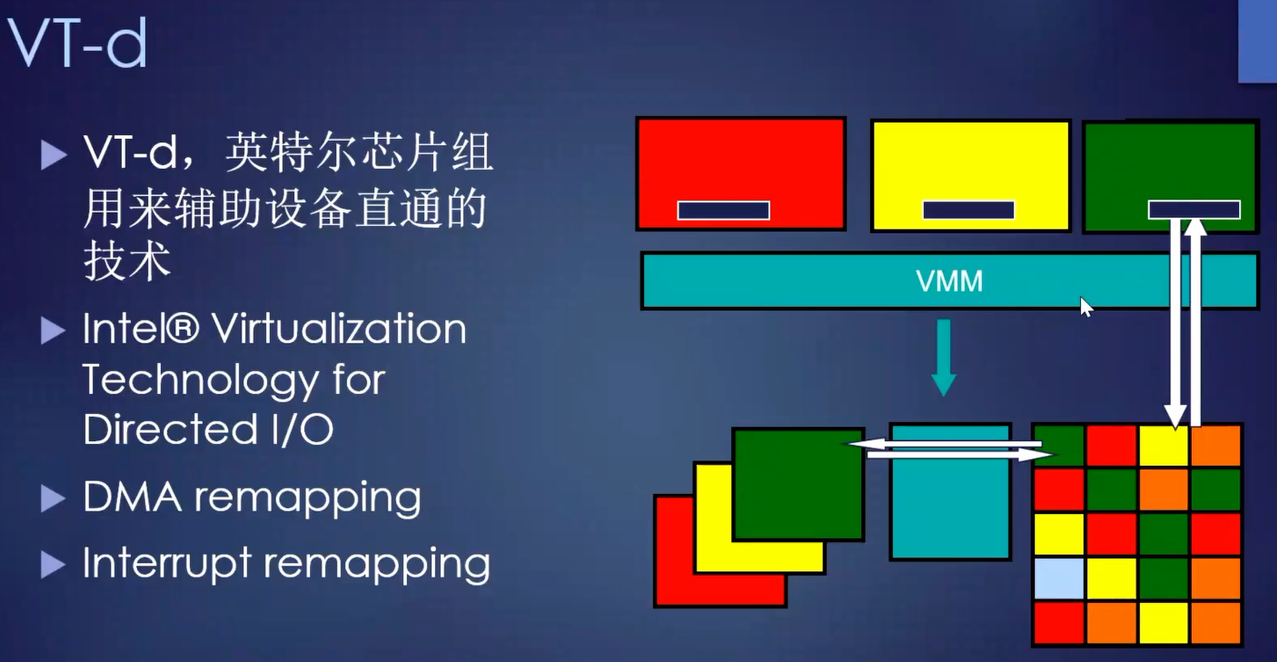 VT-d
VT-d，英特尔芯片组
用来辅助设备直通的
技术
Intel® Virtualization
Technology for
Directed I/O
DMA remapping
Interrupt remapping
VMM